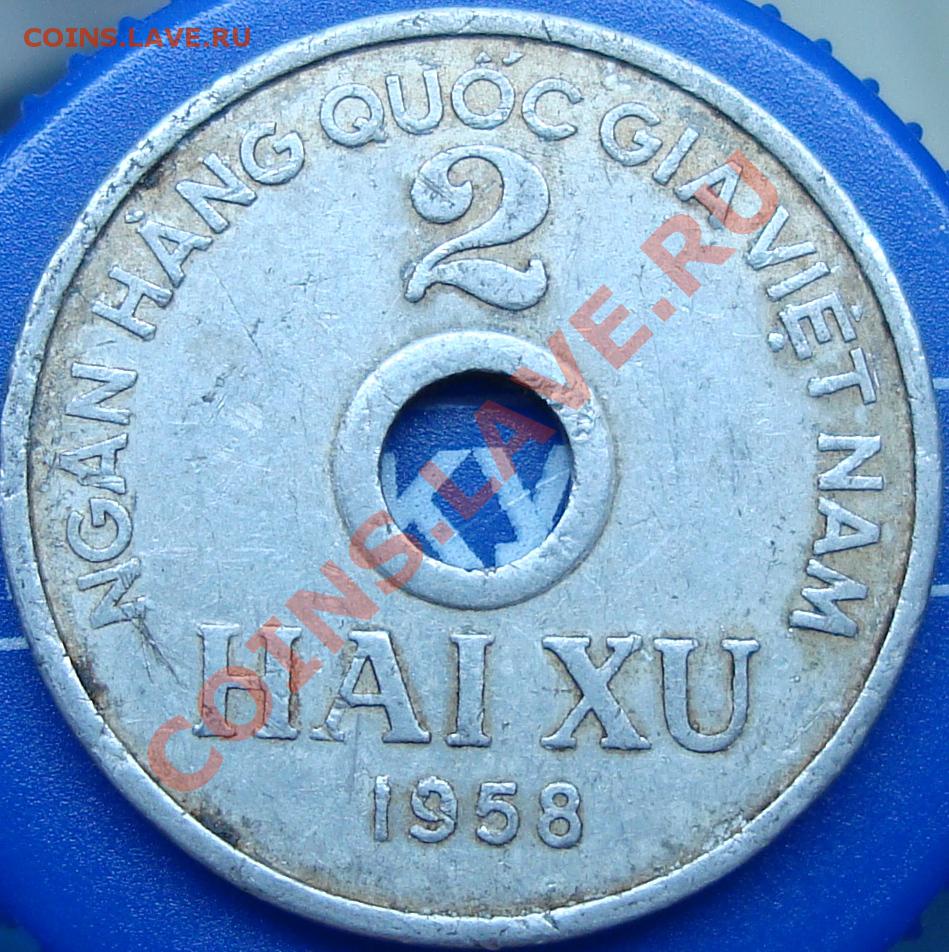 COINS.LAVE.RU
NGÂN HÀNG QUỐC GIA VIỆT NAM
2
HAI XU
1958
COINS.LAVE.RU